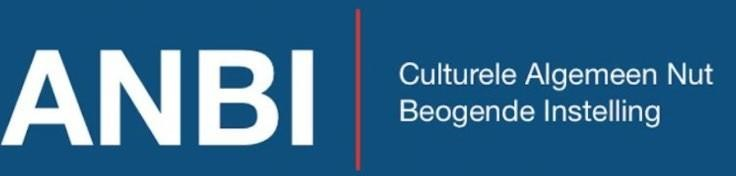 ANBI
Culturele Algemeen Nut
Beogende Instelling